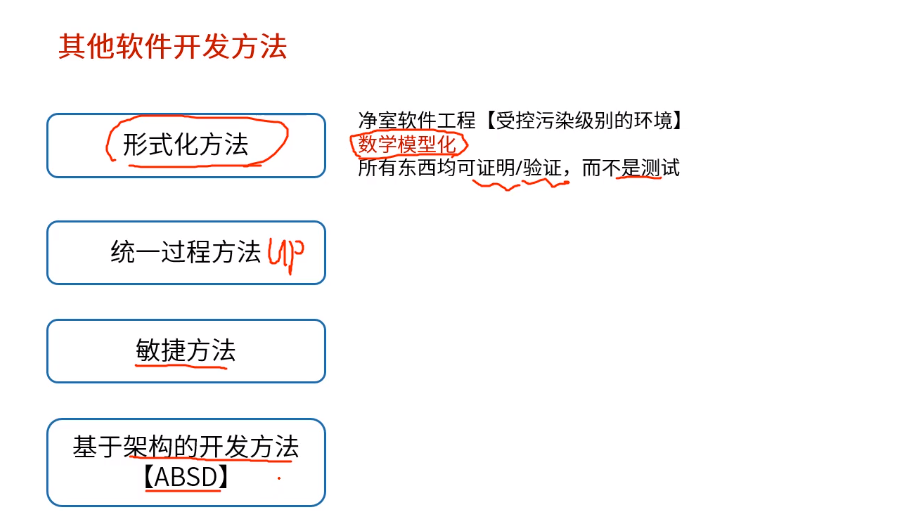 其他软件开发方法
形式化方法
净室软件工程【受控污染级别的环境】
数学模型化
所有东西均可证明/验证，而不是测试
统一过程方法 UP
敏捷方法
基于架构的开发方法
【ABSD】